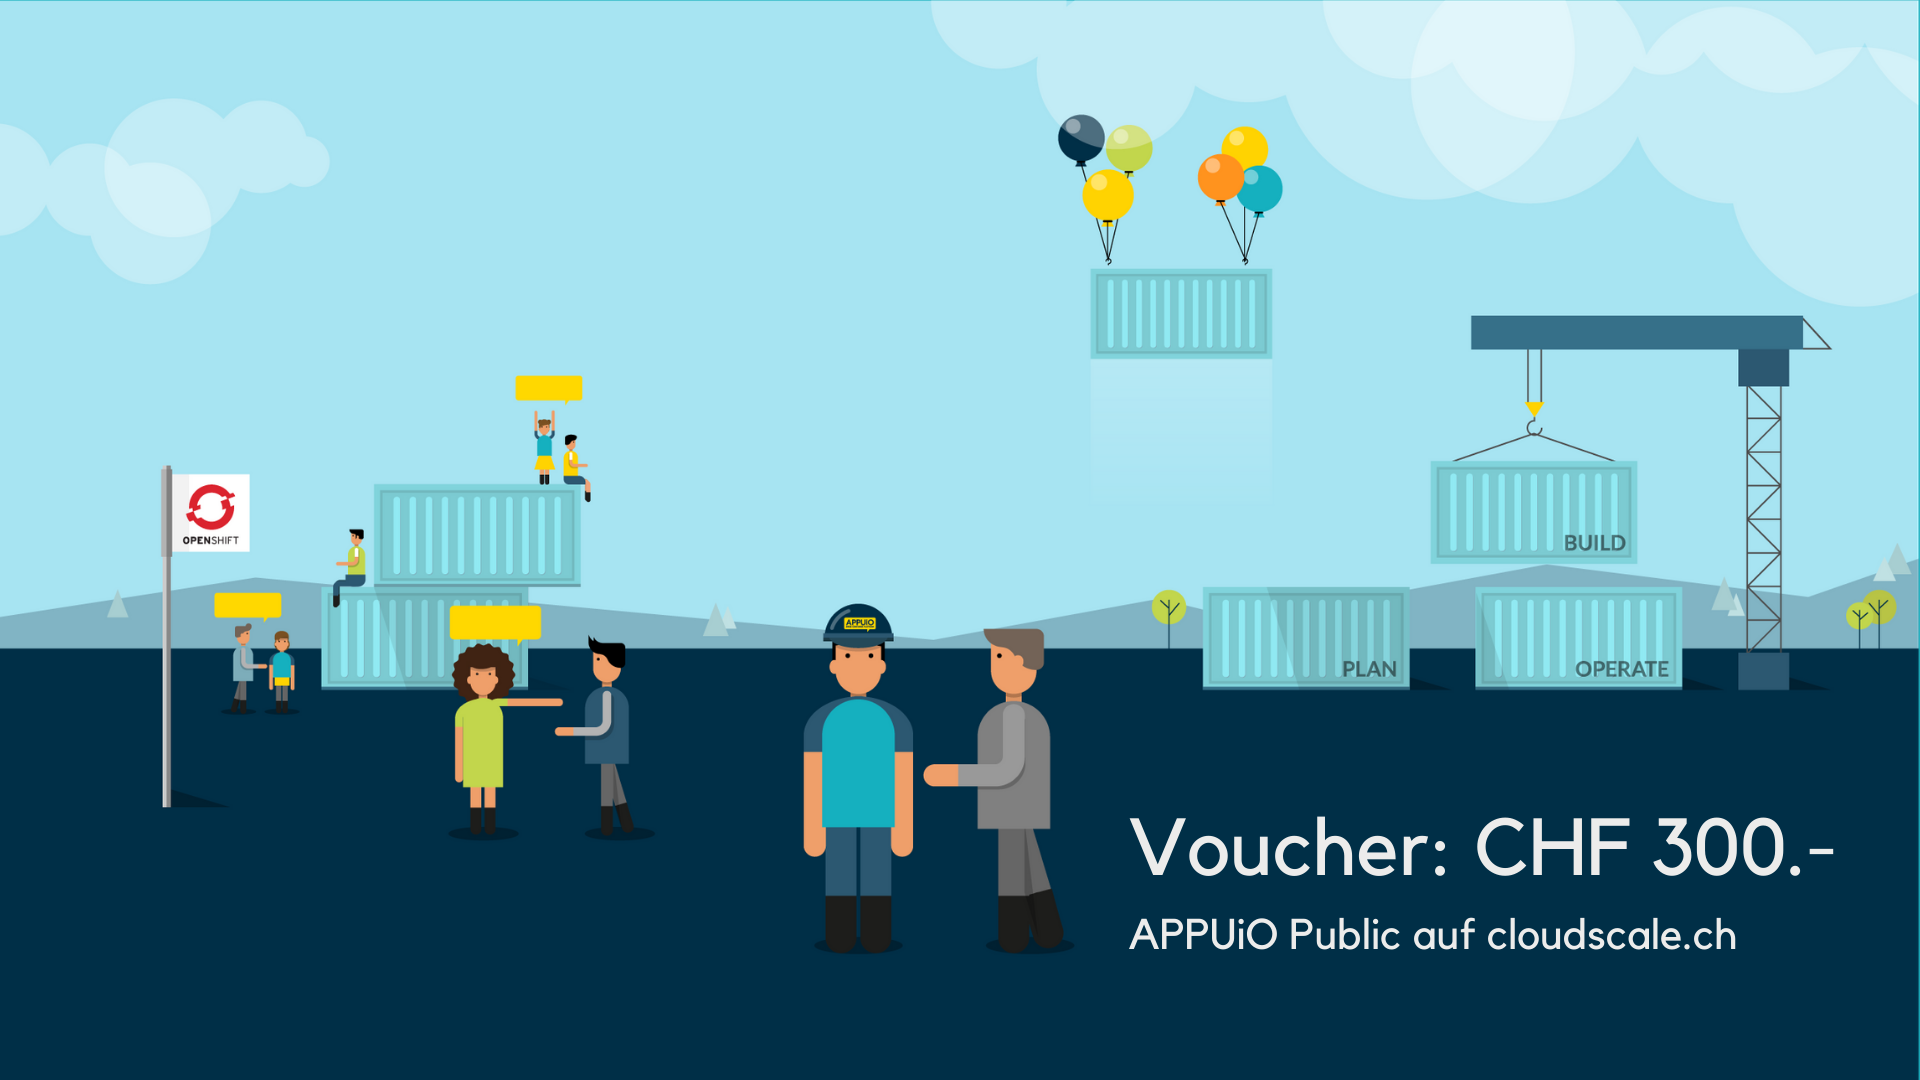 OPENSHIFT
BUILD
PLAN
OPERATE
APPUiO
Voucher: CHF 300.-
APPUiO Public auf cloudscale.ch